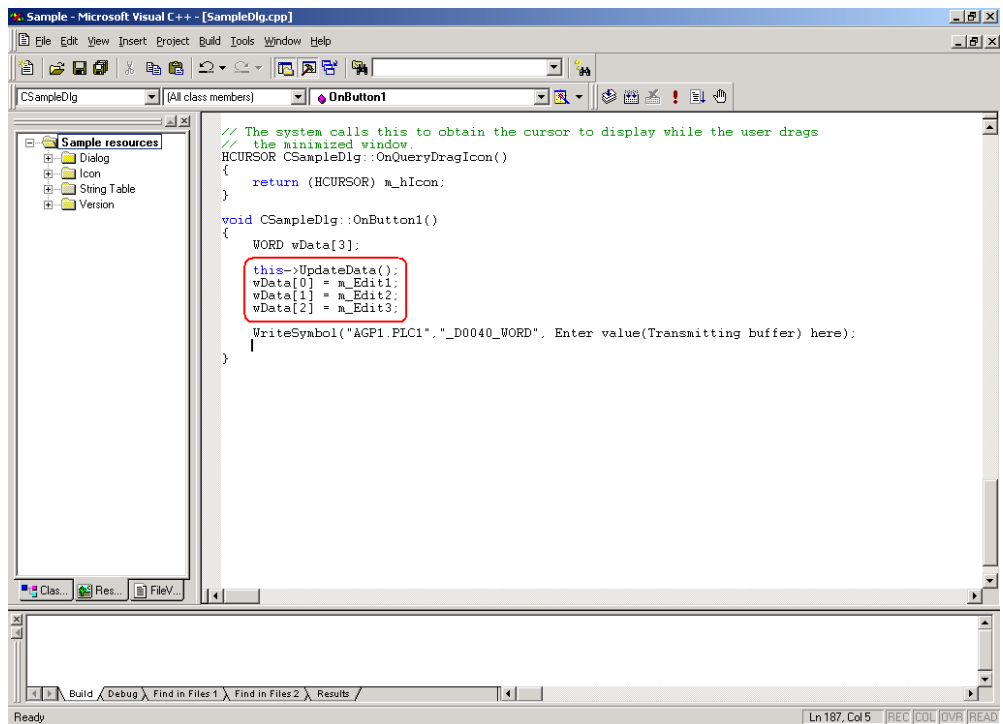 Sample - Microsoft Visual C++ - [SampleDlg.cpp]
File Edit View Insert Project Build Tools Window Help
CSampleDlg (All class members) OnButton1
Sample resources
Dialog
Icon
String Table
Version
// The system calls this to obtain the cursor to display while the user drags
//  the minimized window.
HCURSOR CSampleDlg::OnQueryDragIcon()
{
    return (HCURSOR) m_hIcon;
}
void CSampleDlg::OnButton1()
{
    WORD wData[3];
    this->UpdateData();
    wData[0] = m_Edit1;
    wData[1] = m_Edit2;
    wData[2] = m_Edit3;
    WriteSymbol("AGP1.PLC1","_D0040_WORD", Enter value(Transmitting buffer) here);
}
Clas... Res... FileV...
Build Debug Find in Files 1 Find in Files 2 Results
Ready Ln 187, Col 5 REC COL OVR READ